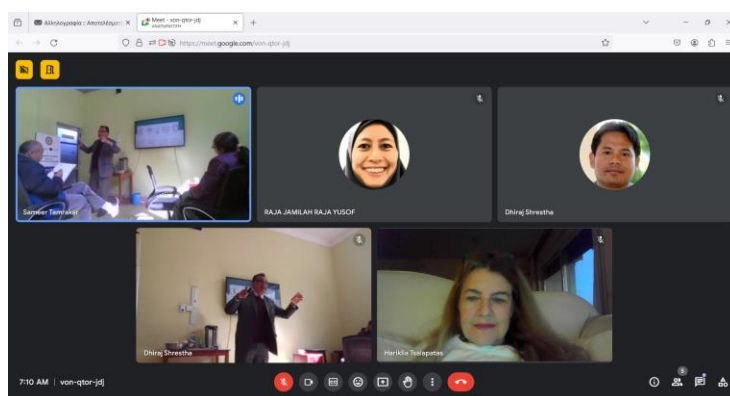 Αλληλογραφία : Αποτελέσματ
Meet - von-qtor-jdj
https://meet.google.com/von-qtor-jdj
Sameer Tamrakar
RAJA JAMILAH RAJA YUSOF
Dhiraj Shrestha
Dhiraj Shrestha
Hariklia Tsalapatas
7:10 AM | von-qtor-jdj
5